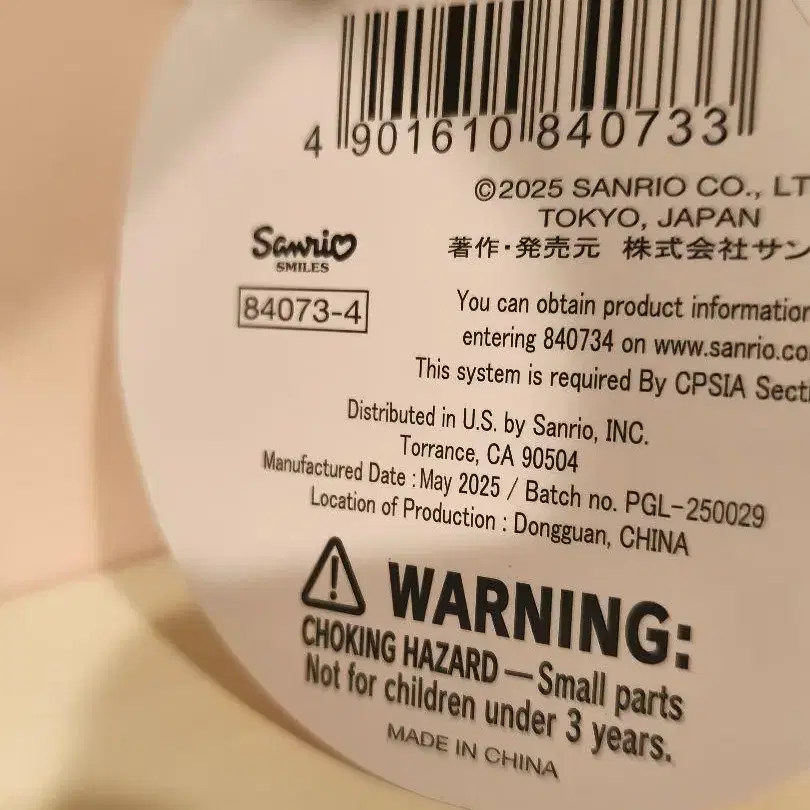 4 901610 840733
©2025 SANRIO CO., LT
TOKYO, JAPAN
著作・発売元 株式会社サン
Sanrio
SMILES
84073-4
You can obtain product information
entering 840734 on www.sanrio.co
This system is required By CPSIA Secti
Distributed in U.S. by Sanrio, INC.
Torrance, CA 90504
Manufactured Date : May 2025 / Batch no. PGL-250029
Location of Production : Dongguan, CHINA
WARNING:
CHOKING HAZARD — Small parts
Not for children under 3 years.
MADE IN CHINA